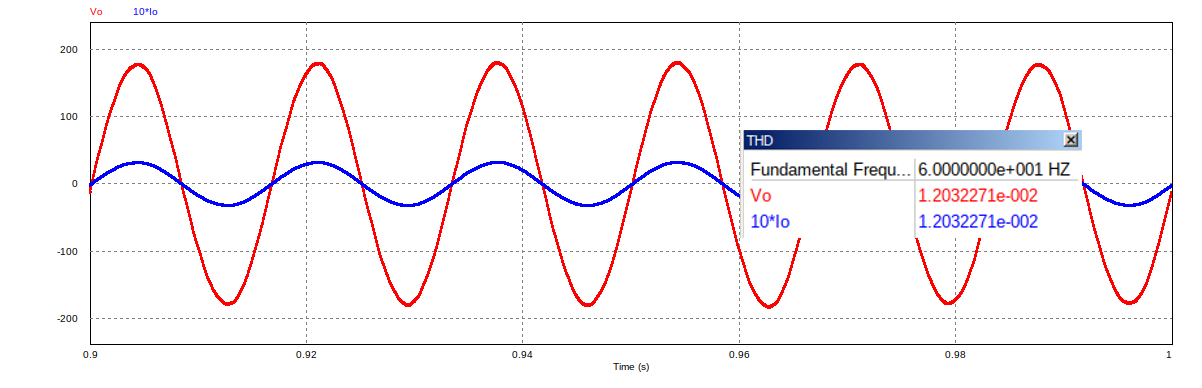 Vo 10*Io
200
100
0
-100
-200
0.9 0.92 0.94 0.96 0.98 1
Time (s)
THD
Fundamental Frequ... 6.0000000e+001 HZ
Vo 1.2032271e-002
10*Io 1.2032271e-002